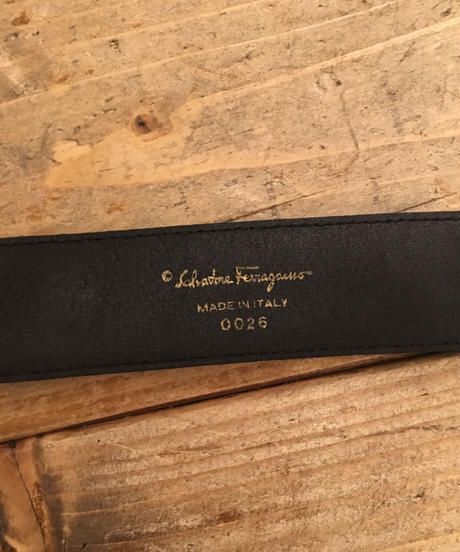 © Salvatore Ferragamo
MADE IN ITALY
0026